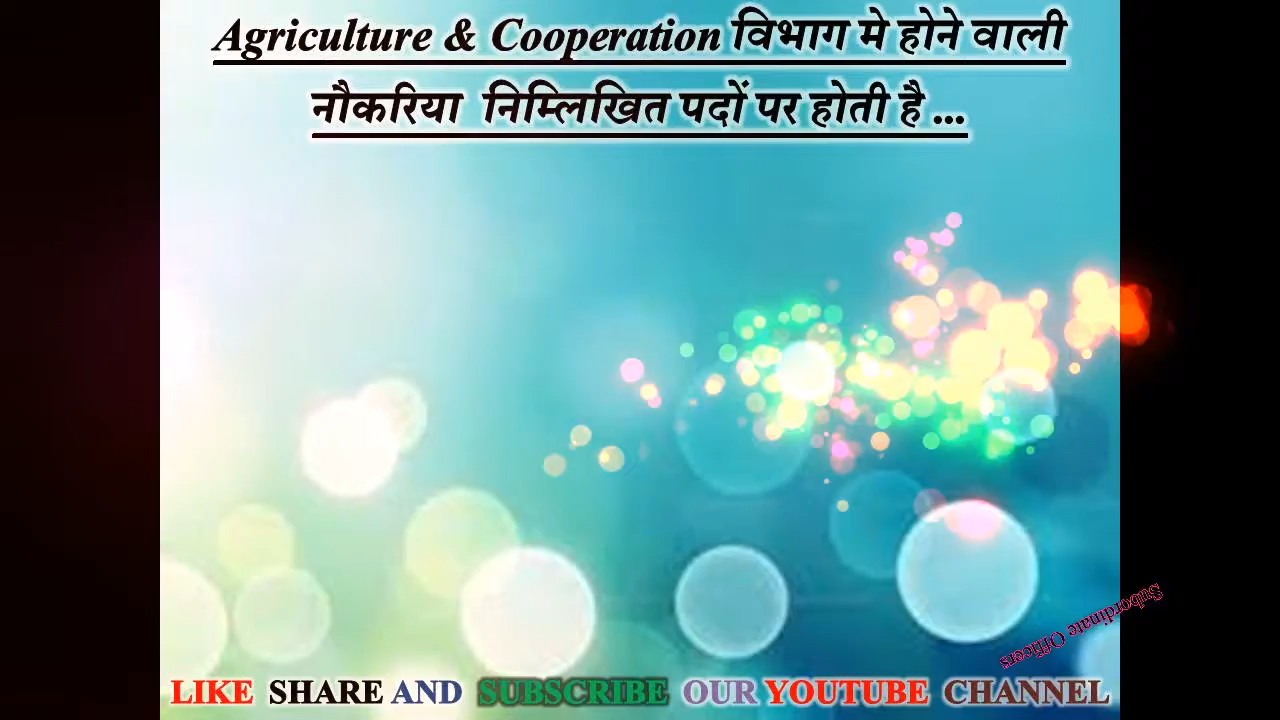 Agriculture & Cooperation विभाग मे होने वाली
नौकरिया निम्लिखित पदों पर होती है ...
Subordinate Officers
LIKE SHARE AND SUBSCRIBE OUR YOUTUBE CHANNEL